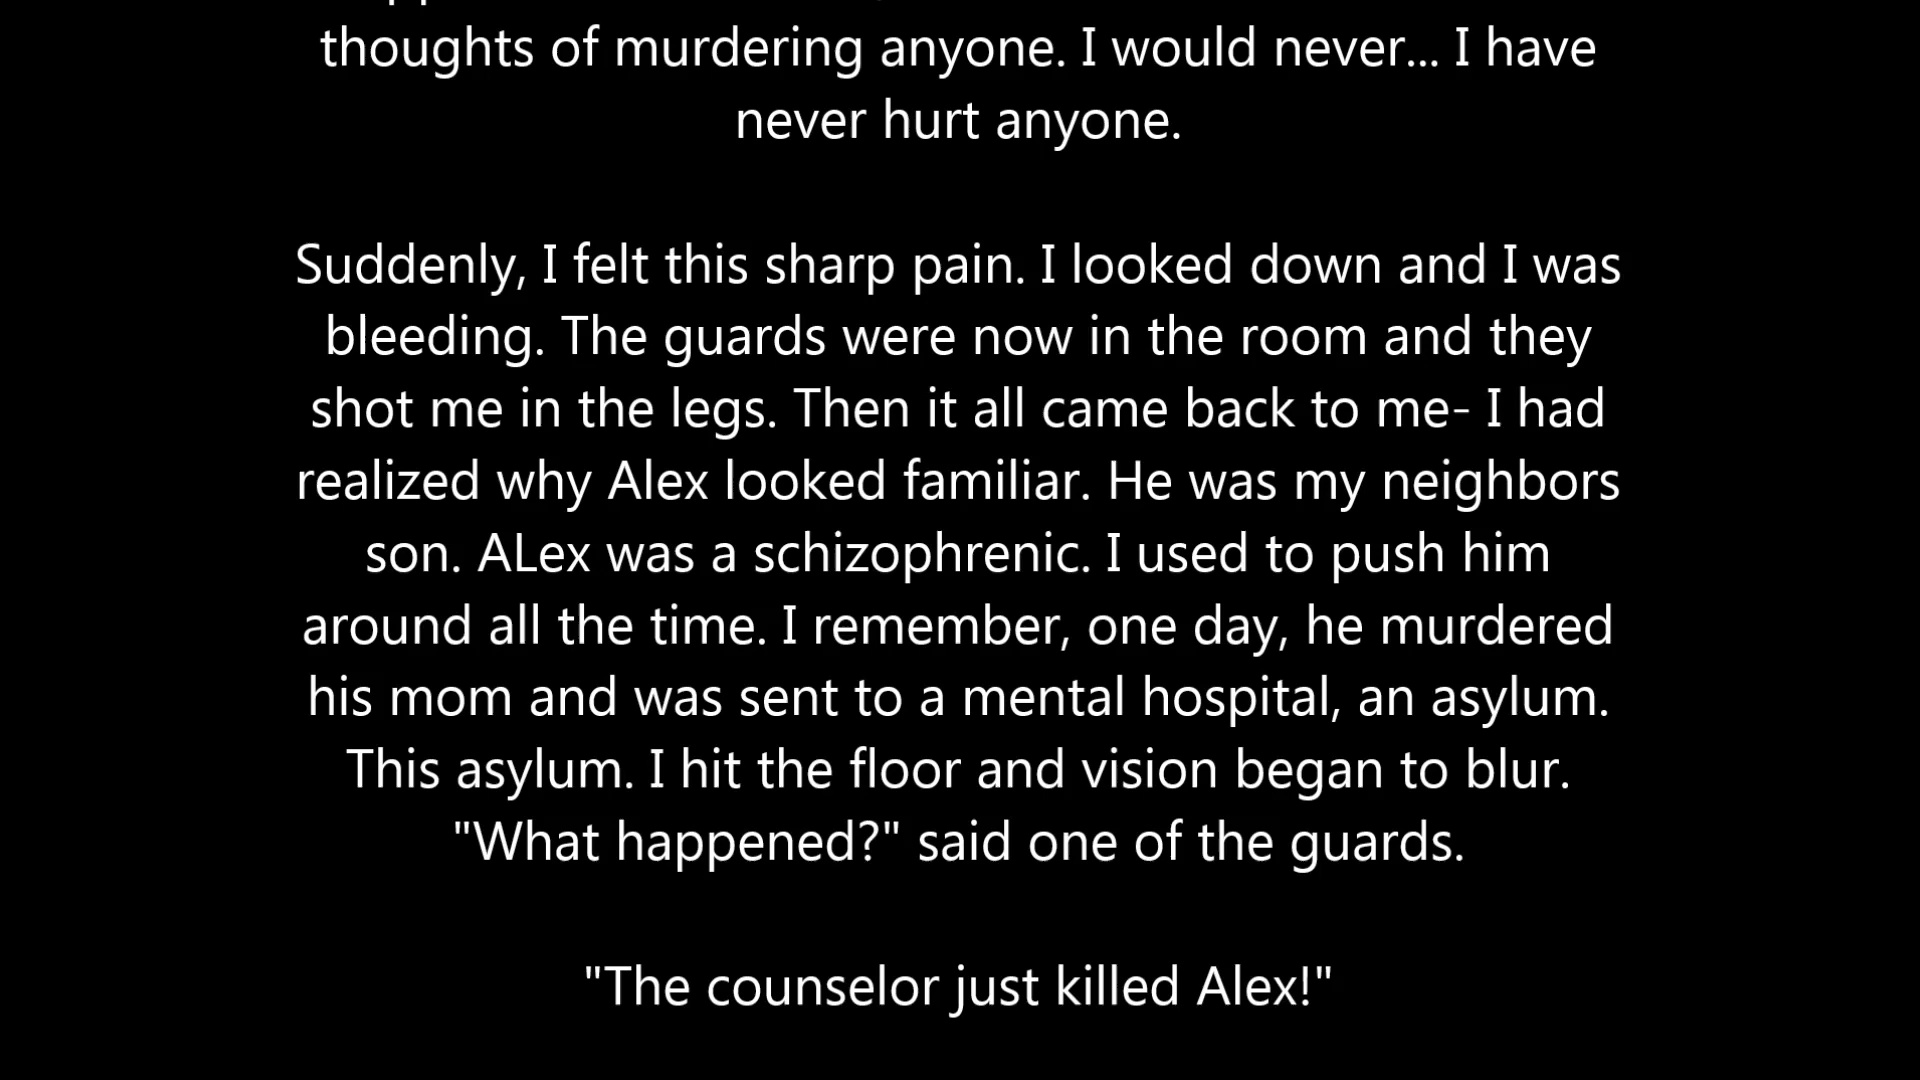 thoughts of murdering anyone. I would never... I have
never hurt anyone.
Suddenly, I felt this sharp pain. I looked down and I was
bleeding. The guards were now in the room and they
shot me in the legs. Then it all came back to me- I had
realized why Alex looked familiar. He was my neighbors
son. ALex was a schizophrenic. I used to push him
around all the time. I remember, one day, he murdered
his mom and was sent to a mental hospital, an asylum.
This asylum. I hit the floor and vision began to blur.
"What happened?" said one of the guards.
"The counselor just killed Alex!"